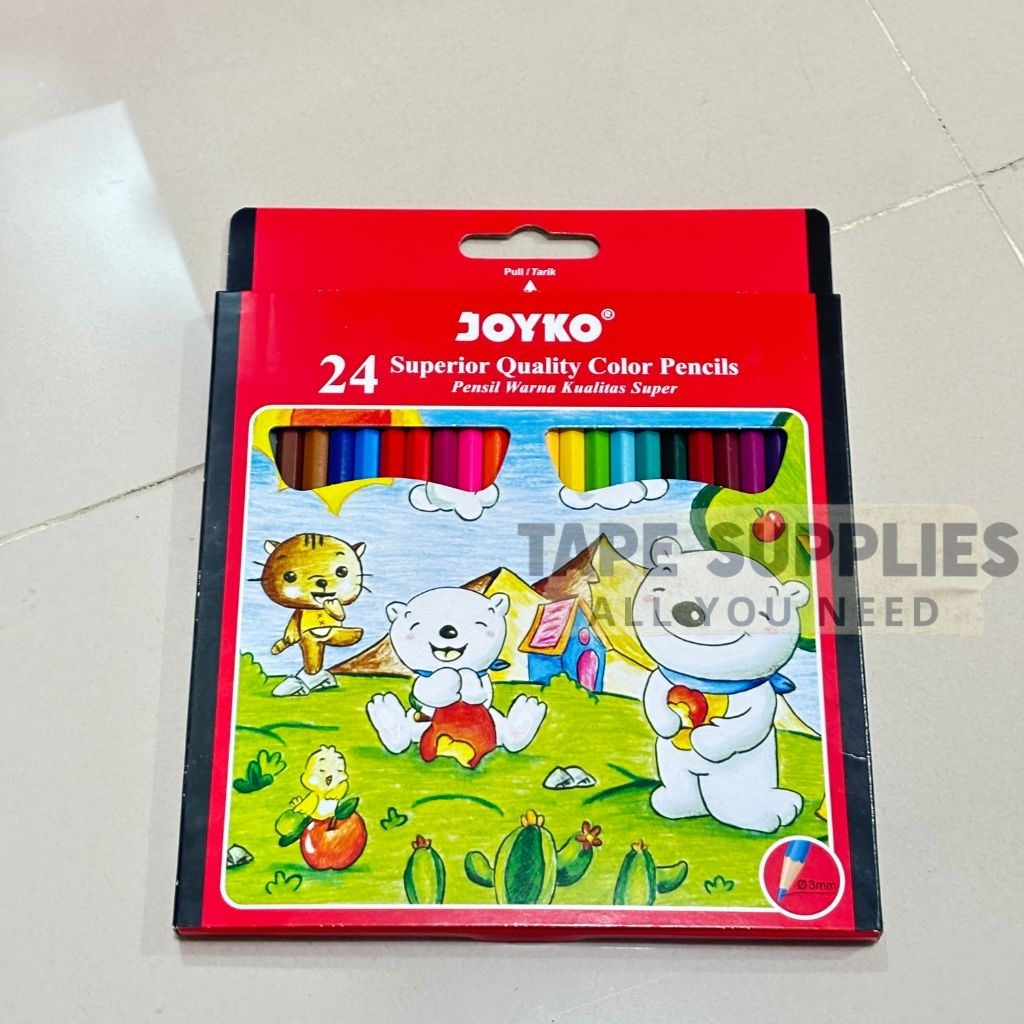 Pull / Tarik
JOYKO®
24 Superior Quality Color Pencils
Pensil Warna Kualitas Super
TAPE SUPPLIES
ALL YOU NEED
Ø3mm